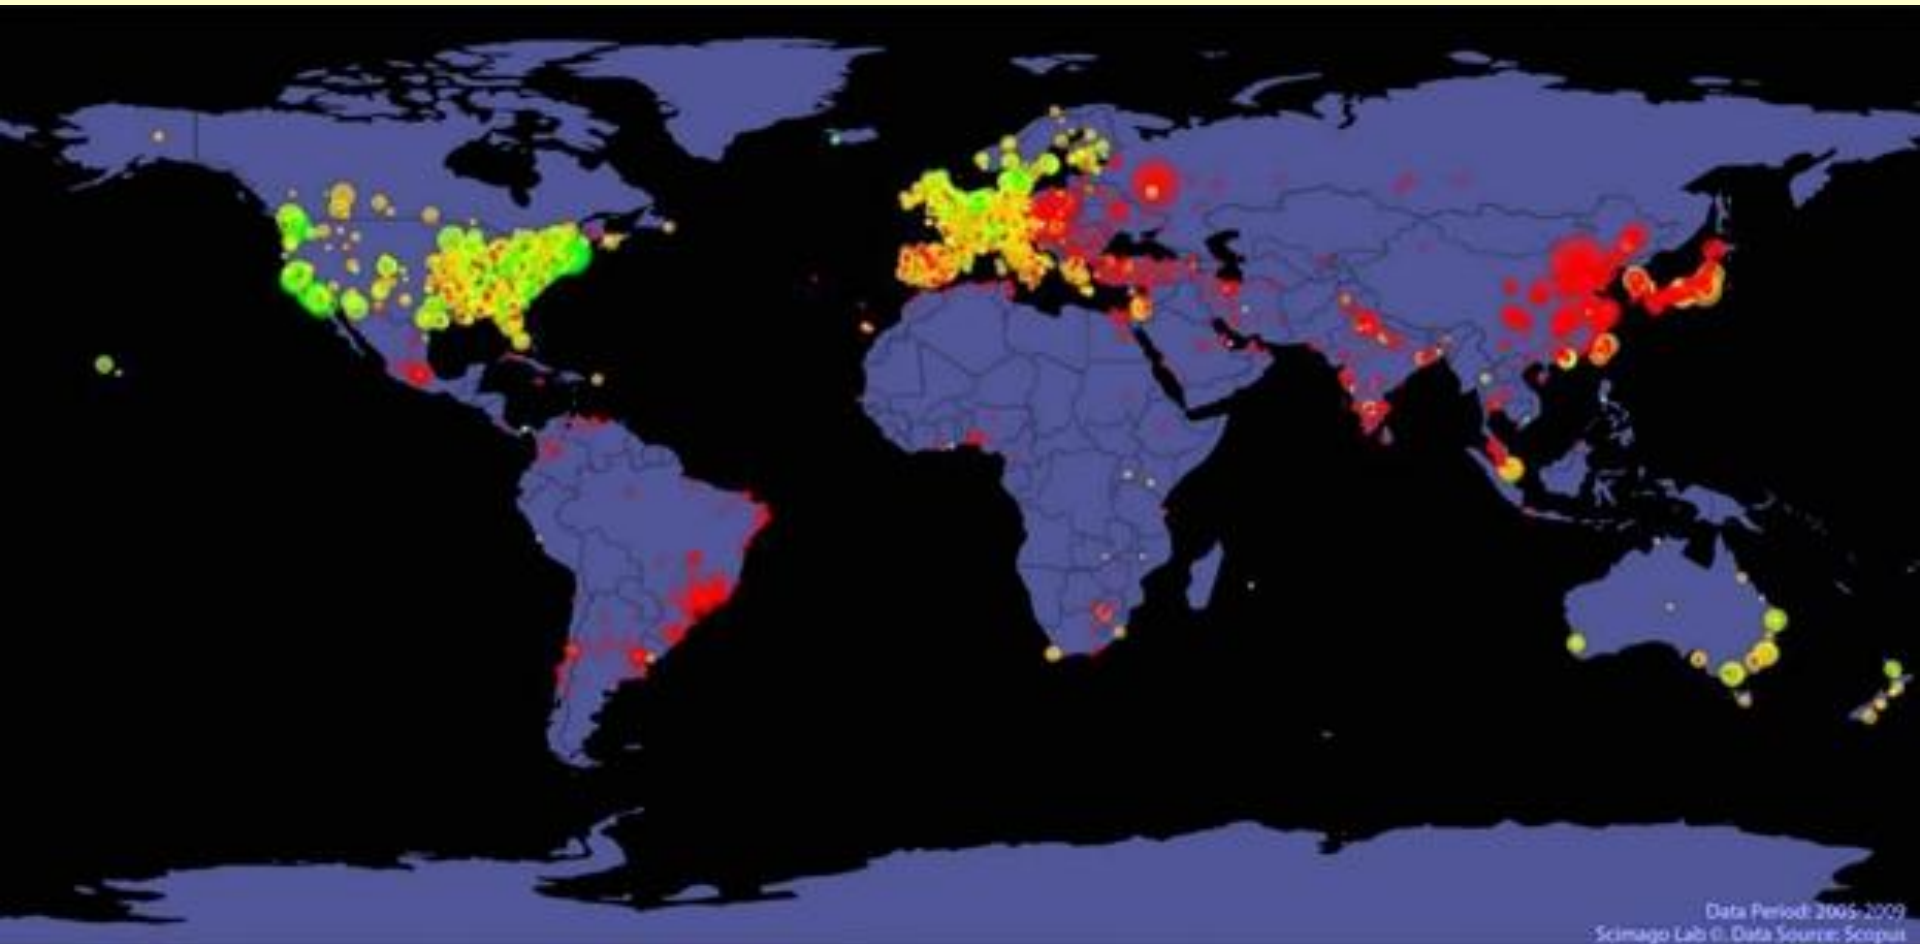 Data Period: 2005-2009
Scimago Lab ©. Data Source: Scopus